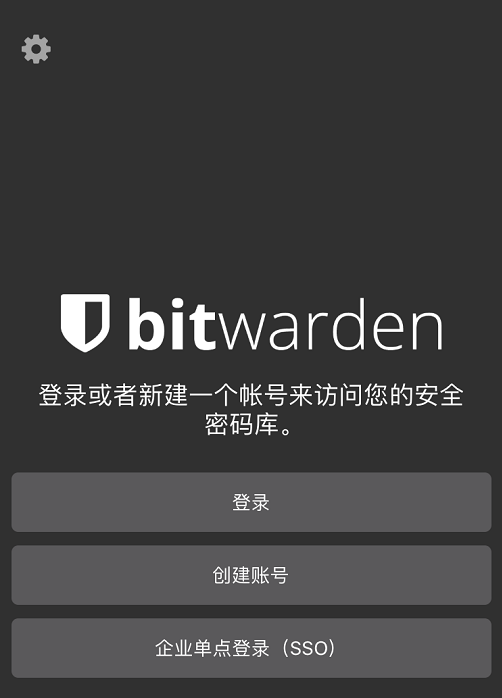 bitwarden
登录或者新建一个帐号来访问您的安全
密码库。
登录
创建账号
企业单点登录（SSO）